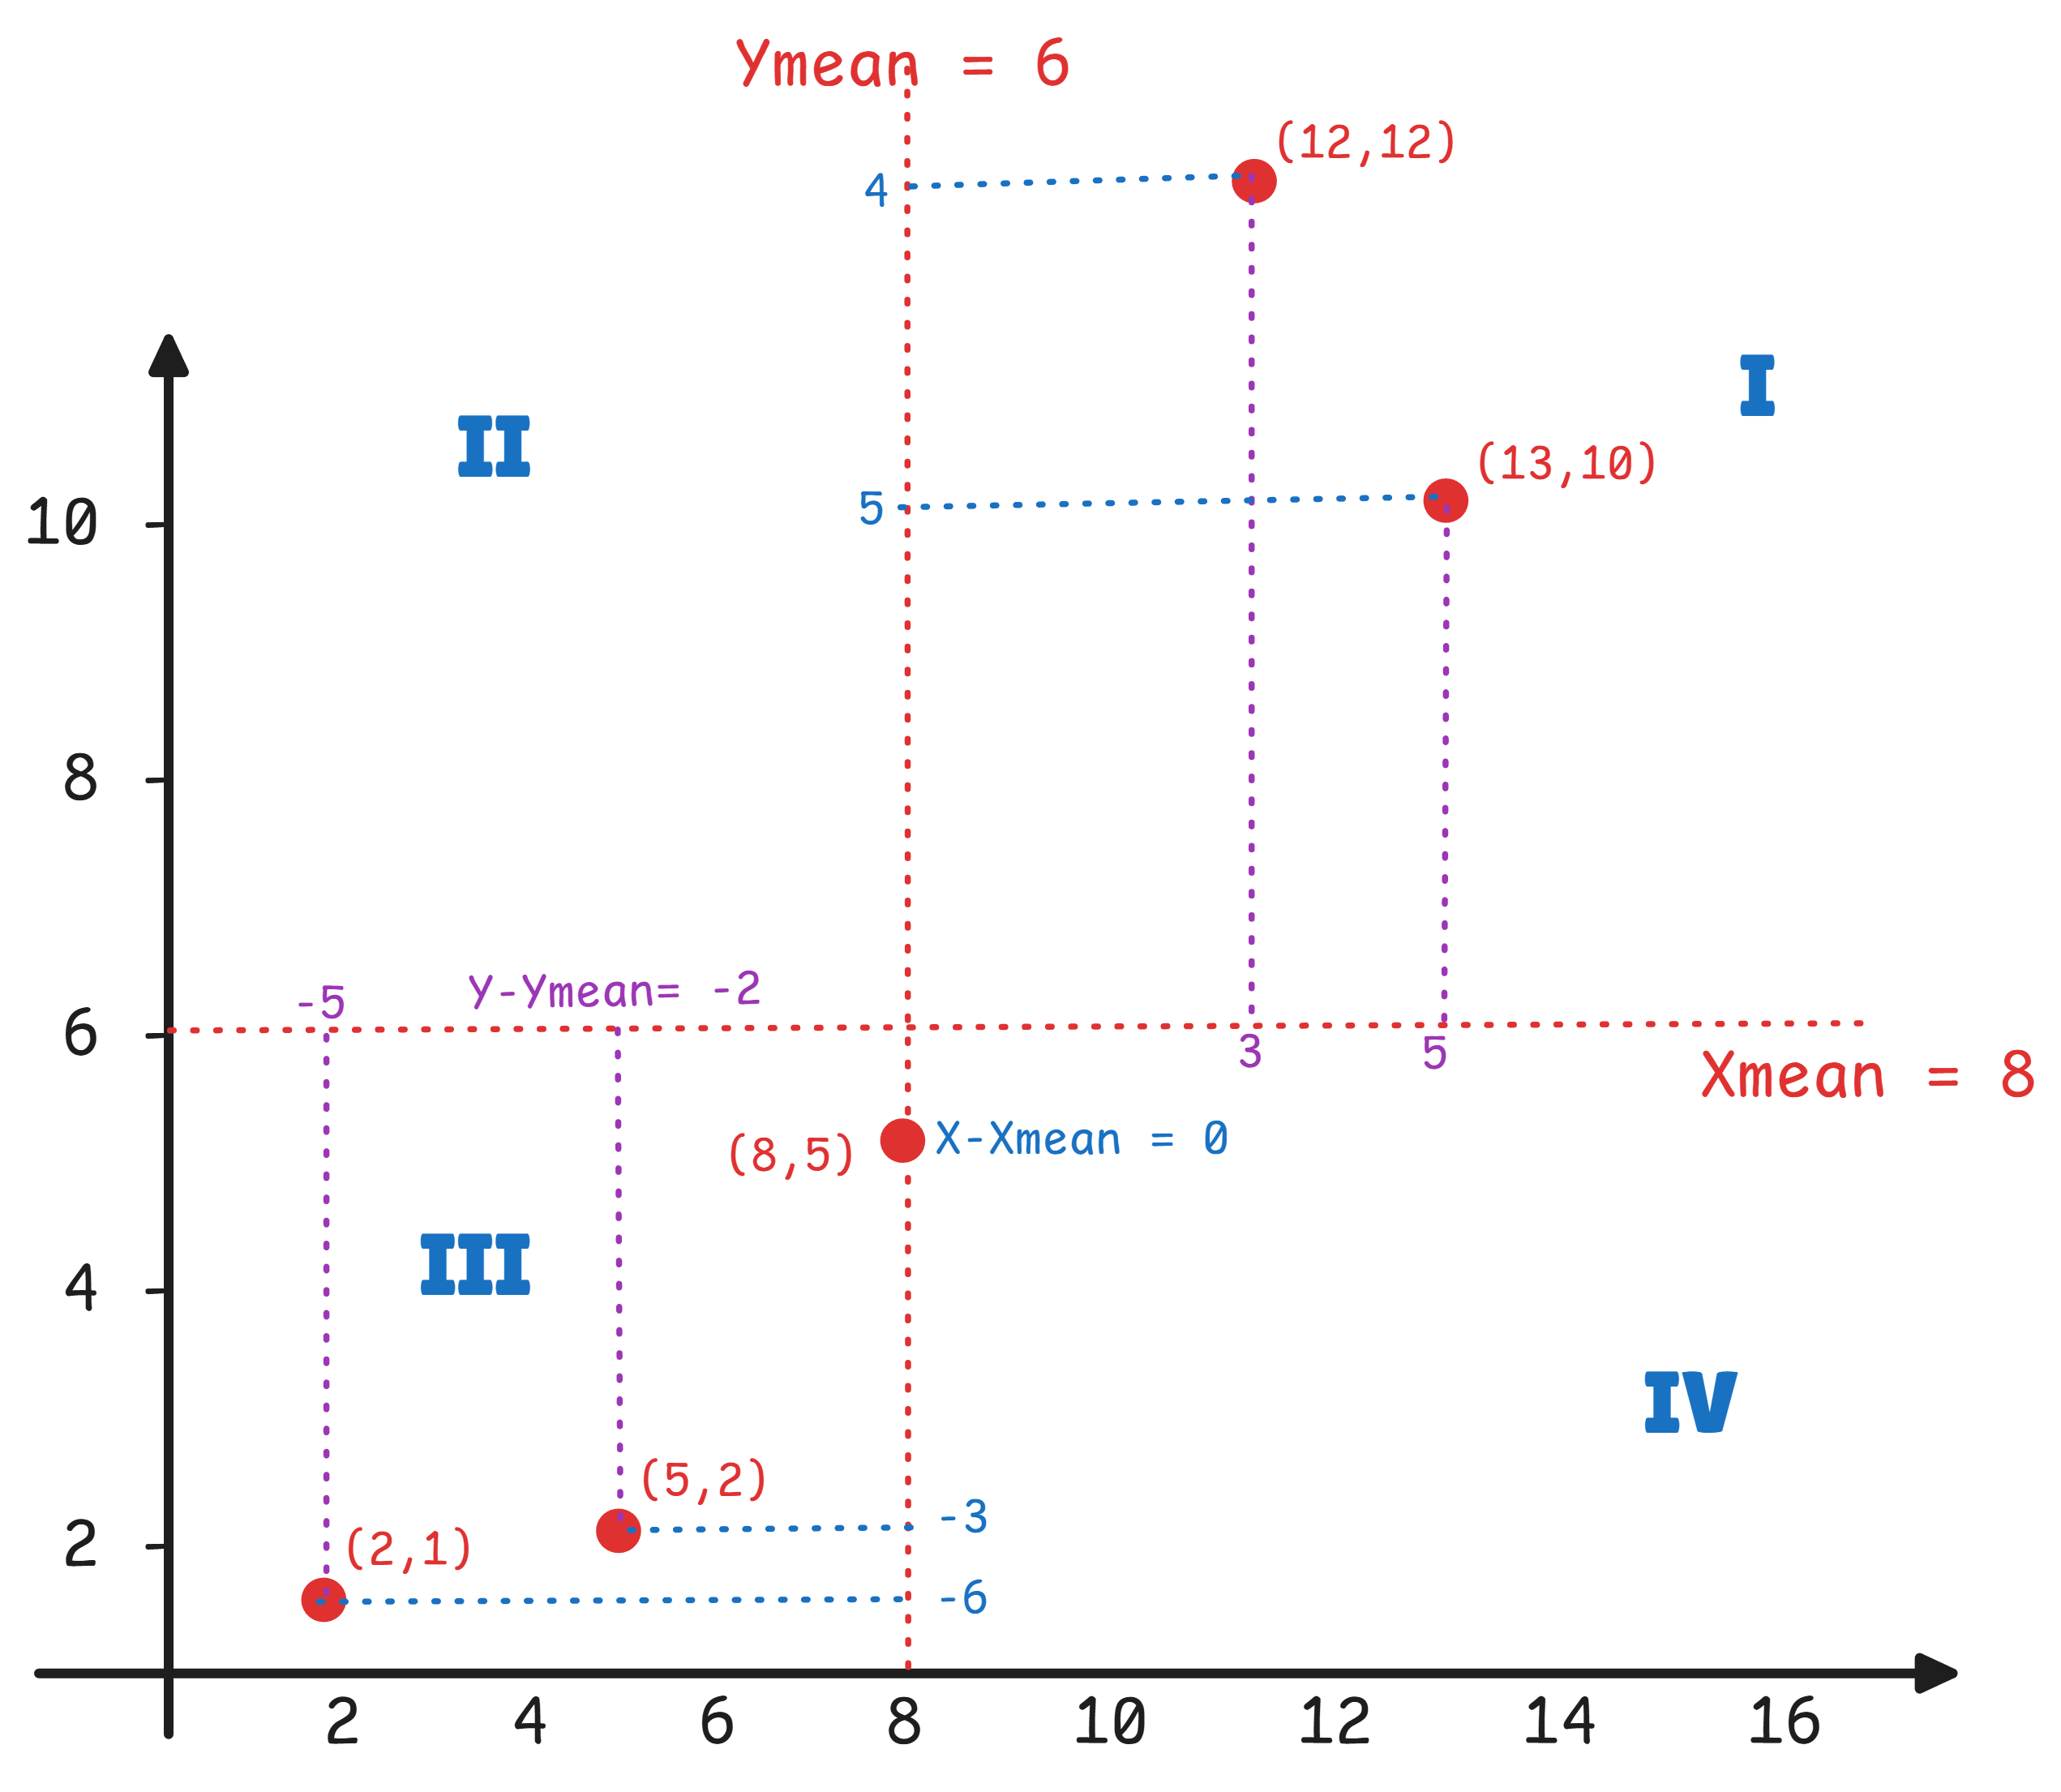 Ymean = 6
(12,12)
4
I
II
(13,10)
5
10
8
-5
Y-Ymean= -2
6
3
5
Xmean = 8
(8,5)
X-Xmean = 0
III
4
IV
(5,2)
-3
2
(2,1)
-6
2 4 6 8 10 12 14 16